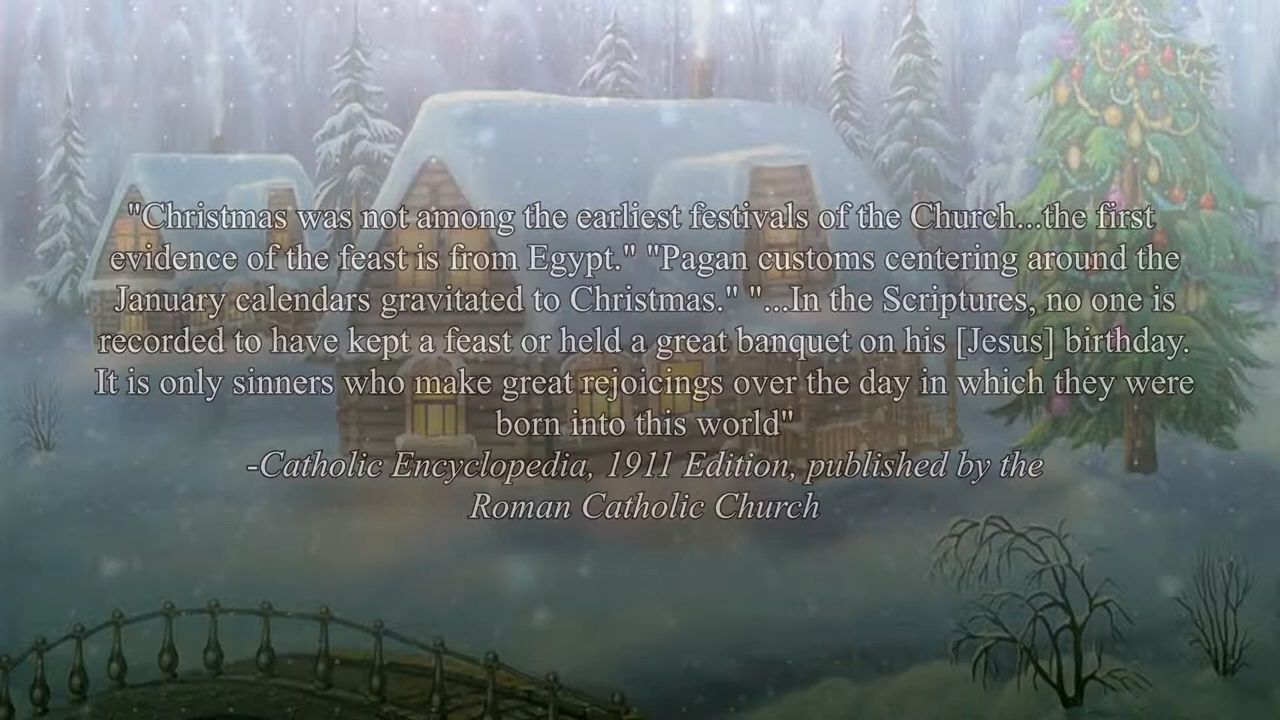 "Christmas was not among the earliest festivals of the Church...the first
evidence of the feast is from Egypt." "Pagan customs centering around the
January calendars gravitated to Christmas." "...In the Scriptures, no one is
recorded to have kept a feast or held a great banquet on his [Jesus] birthday.
It is only sinners who make great rejoicings over the day in which they were
born into this world"
-Catholic Encyclopedia, 1911 Edition, published by the
Roman Catholic Church